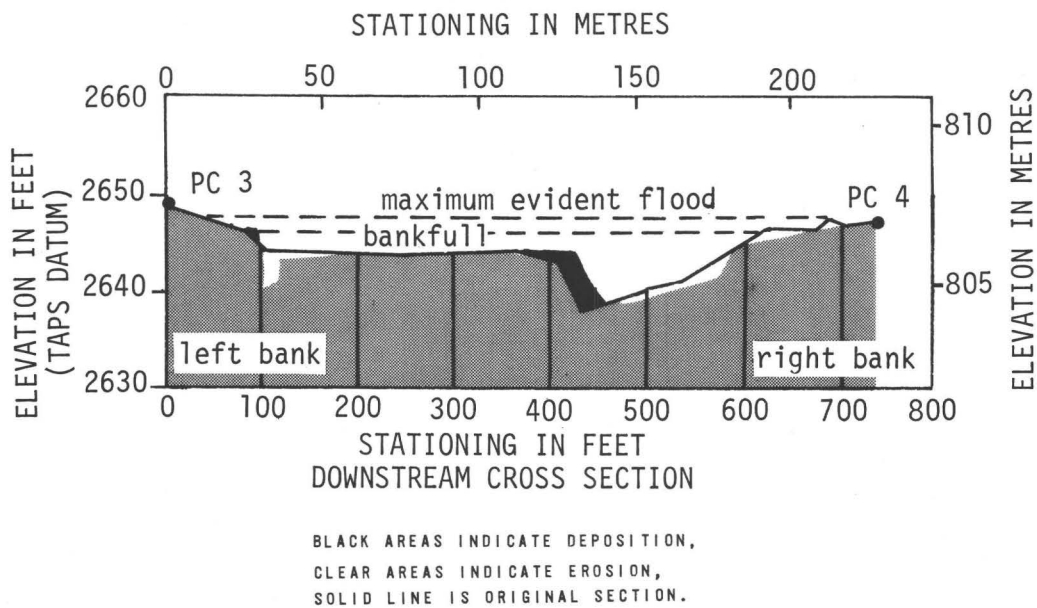 STATIONING IN METRES
0 50 100 150 200
2660
810
PC 3
2650
PC 4
maximum evident flood
bankfull
2640
805
left bank
right bank
2630
0 100 200 300 400 500 600 700 800
ELEVATION IN FEET
(TAPS DATUM)
ELEVATION IN METRES
STATIONING IN FEET
DOWNSTREAM CROSS SECTION
BLACK AREAS INDICATE DEPOSITION,
CLEAR AREAS INDICATE EROSION,
SOLID LINE IS ORIGINAL SECTION.